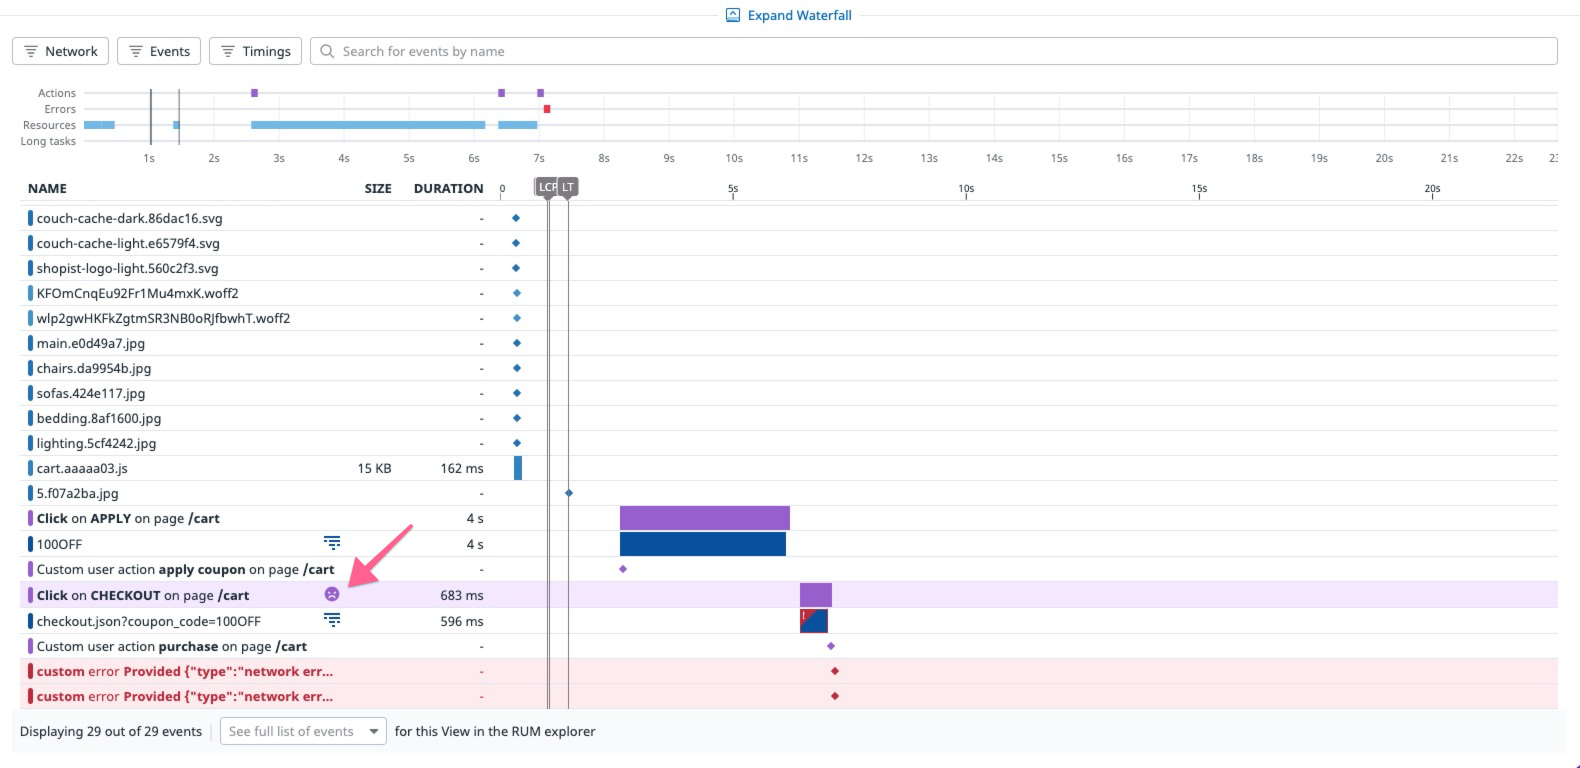 Expand Waterfall
Network Events Timings Search for events by name
Actions
Errors
Resources
Long tasks
1s 2s 3s 4s 5s 6s 7s 8s 9s 10s 11s 12s 13s 14s 15s 16s 17s 18s 19s 20s 21s 22s 23
NAME SIZE DURATION 0 LCP LT 5s 10s 15s 20s
couch-cache-dark.86dac16.svg -
couch-cache-light.e6579f4.svg -
shopist-logo-light.560c2f3.svg -
KFOmCnqEu92Fr1Mu4mxK.woff2 -
wlp2gwHKFkZgtmSR3NB0oRJfbwhT.woff2 -
main.e0d49a7.jpg -
chairs.da9954b.jpg -
sofas.424e117.jpg -
bedding.8af1600.jpg -
lighting.5cf4242.jpg -
cart.aaaaa03.js 15 KB 162 ms
5.f07a2ba.jpg -
Click on APPLY on page /cart 4 s
100OFF 4 s
Custom user action apply coupon on page /cart -
Click on CHECKOUT on page /cart 683 ms
checkout.json?coupon_code=100OFF 596 ms !
Custom user action purchase on page /cart -
custom error Provided {"type":"network err... -
custom error Provided {"type":"network err... -
Displaying 29 out of 29 events See full list of events for this View in the RUM explorer